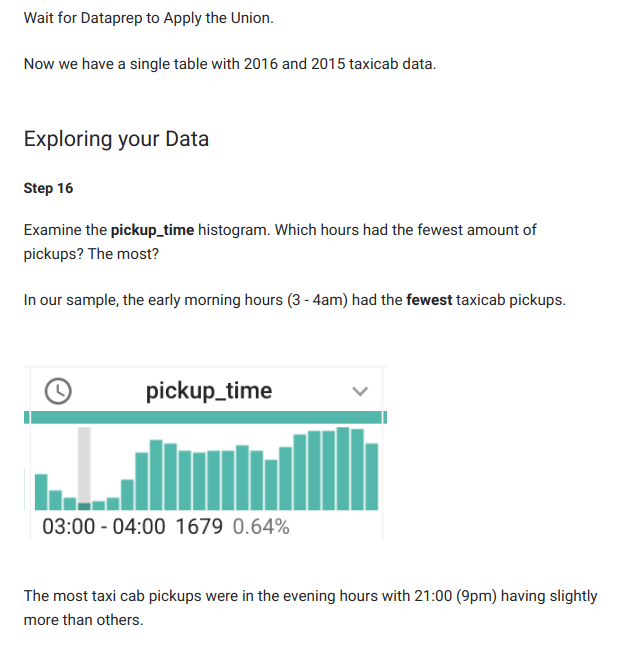 Wait for Dataprep to Apply the Union.
Now we have a single table with 2016 and 2015 taxicab data.
Exploring your Data
Step 16
Examine the pickup_time histogram. Which hours had the fewest amount of
pickups? The most?
In our sample, the early morning hours (3 - 4am) had the fewest taxicab pickups.
pickup_time
03:00 - 04:00 1679 0.64%
The most taxi cab pickups were in the evening hours with 21:00 (9pm) having slightly
more than others.